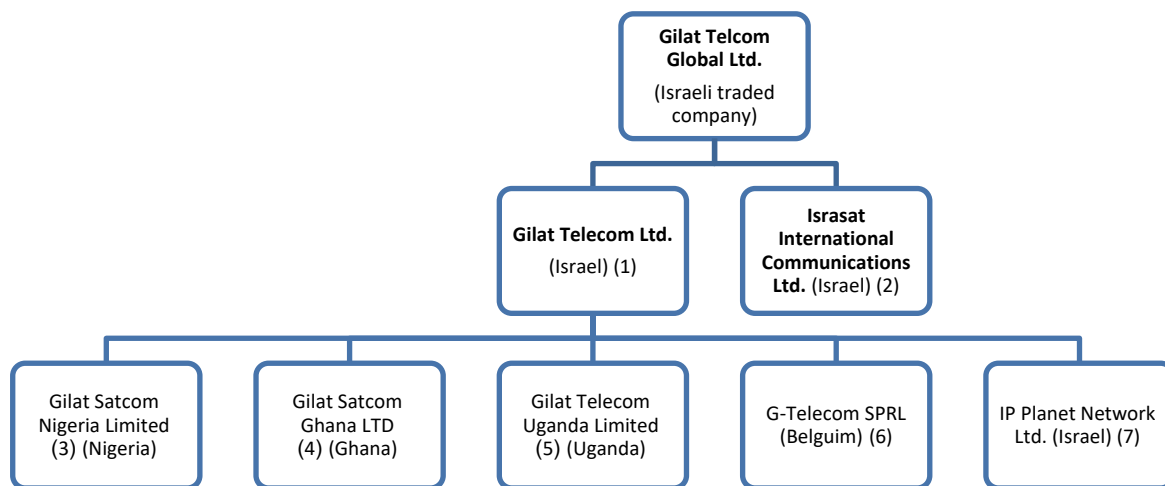 Gilat Telcom
Global Ltd.
(Israeli traded
company)
Gilat Telecom Ltd.
(Israel) (1)
Israsat
International
Communications
Ltd. (Israel) (2)
Gilat Satcom
Nigeria Limited
(3) (Nigeria)
Gilat Satcom
Ghana LTD
(4) (Ghana)
Gilat Telecom
Uganda Limited
(5) (Uganda)
G-Telecom SPRL
(Belguim) (6)
IP Planet Network
Ltd. (Israel) (7)